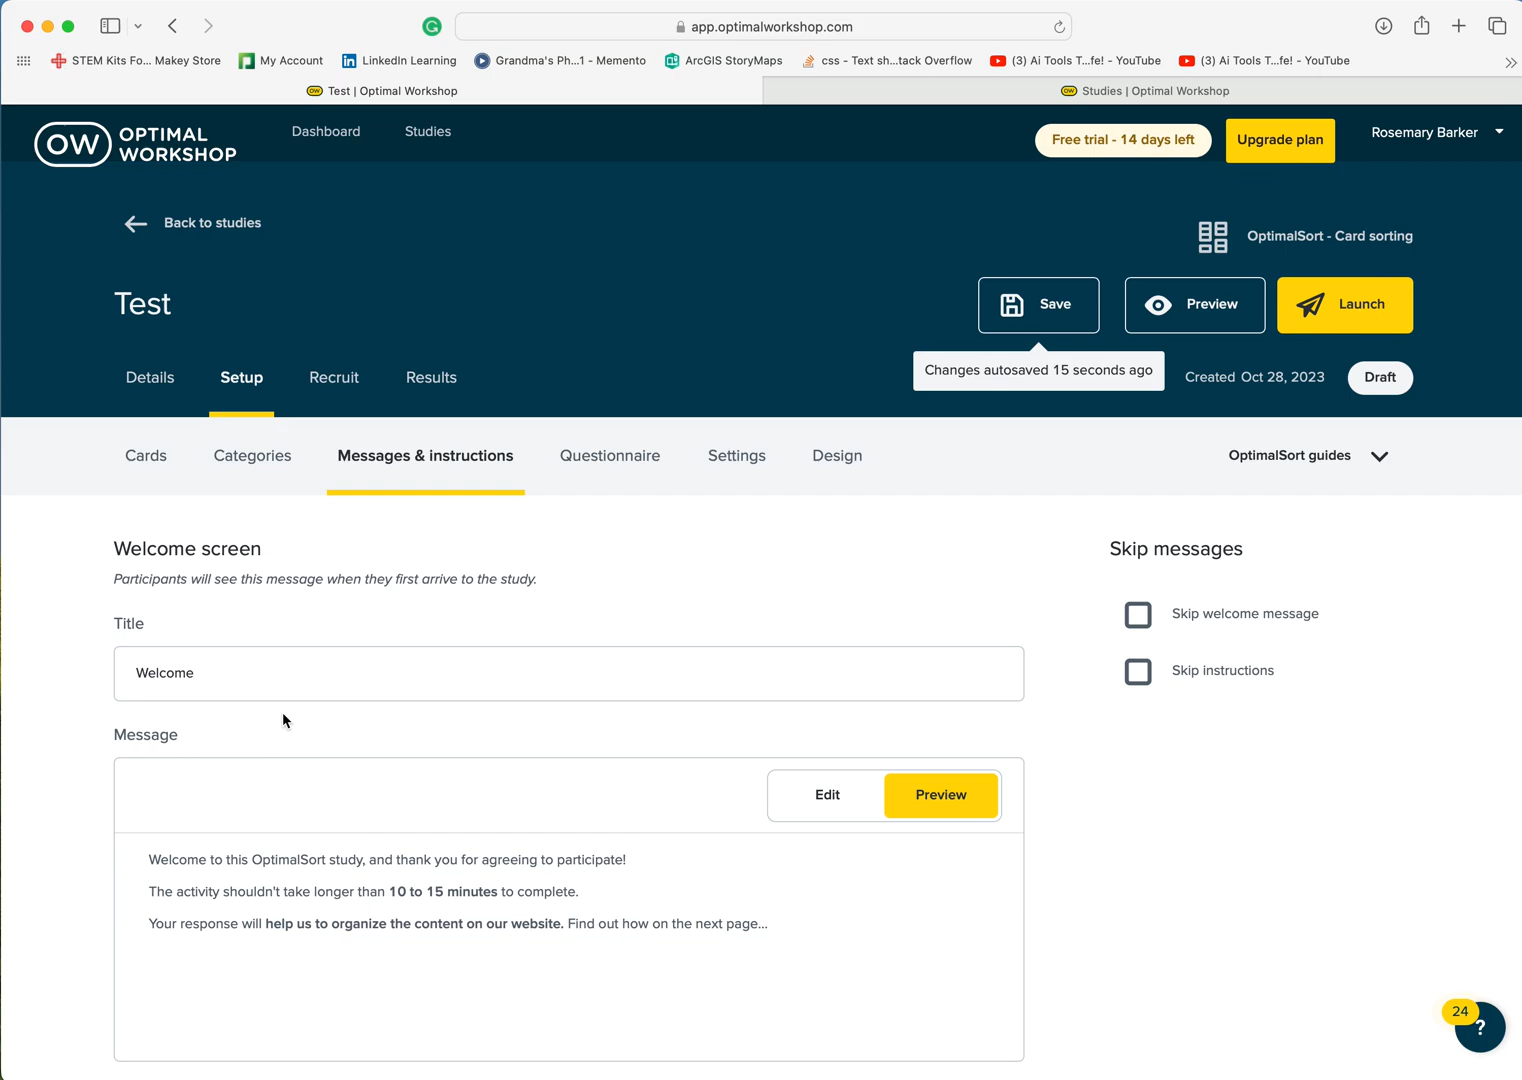 app.optimalworkshop.com
STEM Kits Fo... Makey Store
My Account
LinkedIn Learning
Grandma's Ph...1 - Memento
ArcGIS StoryMaps
css - Text sh...tack Overflow
(3) Ai Tools T...fe! - YouTube
(3) Ai Tools T...fe! - YouTube
Test | Optimal Workshop
Studies | Optimal Workshop
OW OPTIMAL
WORKSHOP
Dashboard
Studies
Free trial - 14 days left
Upgrade plan
Rosemary Barker
Back to studies
OptimalSort - Card sorting
Test
Save
Preview
Launch
Changes autosaved 15 seconds ago
Created Oct 28, 2023
Draft
Details
Setup
Recruit
Results
Cards
Categories
Messages & instructions
Questionnaire
Settings
Design
OptimalSort guides
Welcome screen
Participants will see this message when they first arrive to the study.
Title
Welcome
Message
Edit
Preview
Welcome to this OptimalSort study, and thank you for agreeing to participate!
The activity shouldn't take longer than 10 to 15 minutes to complete.
Your response will help us to organize the content on our website. Find out how on the next page...
Skip messages
Skip welcome message
Skip instructions
24
?